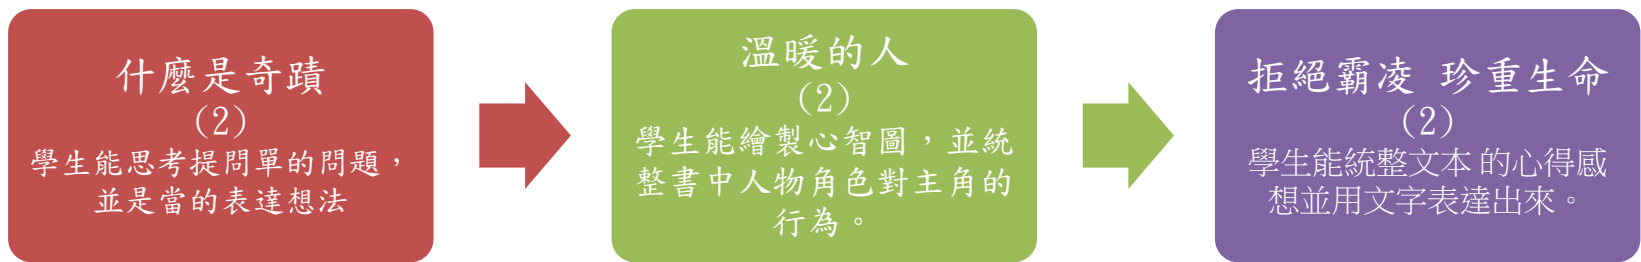 什麼是奇蹟
(2)
學生能思考提問單的問題，
並是當的表達想法
溫暖的人
(2)
學生能繪製心智圖，並統
整書中人物角色對主角的
行為。
拒絕霸凌 珍重生命
(2)
學生能統整文本 的心得感
想並用文字表達出來。